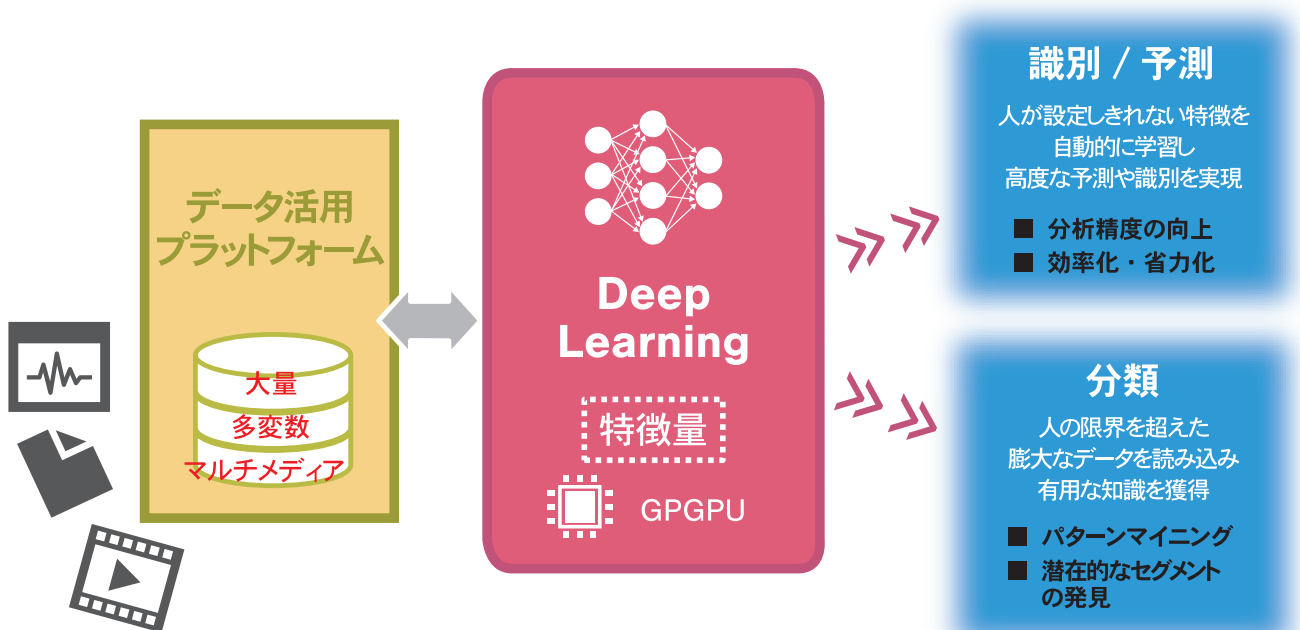 データ活用
プラットフォーム
大量
多変数
マルチメディア
Deep
Learning
特徴量
GPGPU
識別 / 予測
人が設定しきれない特徴を
自動的に学習し
高度な予測や識別を実現
■ 分析精度の向上
■ 効率化・省力化
分類
人の限界を超えた
膨大なデータを読み込み
有用な知識を獲得
■ パターンマイニング
■ 潜在的なセグメント
の発見